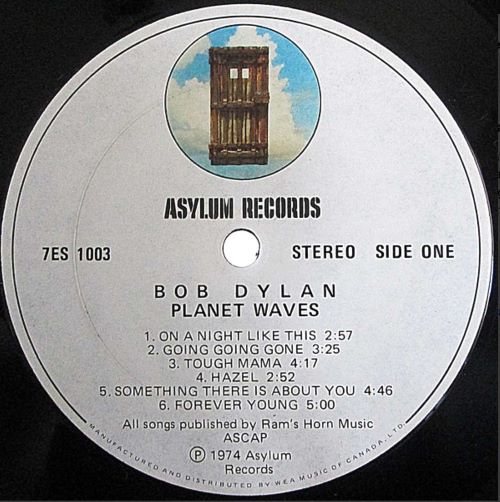 ASYLUM RECORDS
7ES 1003
STEREO SIDE ONE
BOB DYLAN
PLANET WAVES
1. ON A NIGHT LIKE THIS 2:57
2. GOING GOING GONE 3:25
3. TOUGH MAMA 4:17
4. HAZEL 2:52
5. SOMETHING THERE IS ABOUT YOU 4:46
6. FOREVER YOUNG 5:00
All songs published by Ram's Horn Music
ASCAP
Ⓟ 1974 Asylum
Records
MANUFACTURED AND DISTRIBUTED BY WEA MUSIC OF CANADA, LTD.